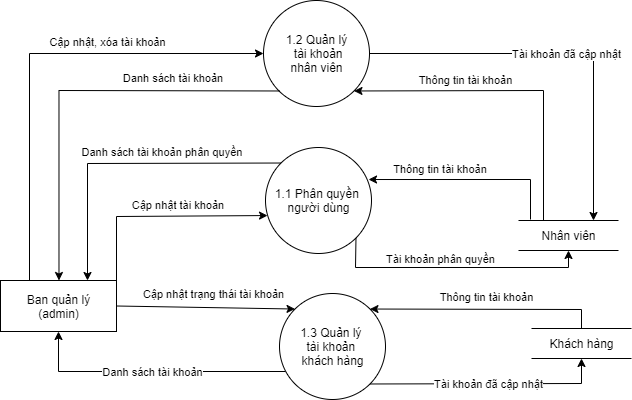 Cập nhật, xóa tài khoản
1.2 Quản lý
tài khoản
nhân viên
Tài khoản đã cập nhật
Danh sách tài khoản
Thông tin tài khoản
Danh sách tài khoản phân quyền
Thông tin tài khoản
1.1 Phân quyền
người dùng
Cập nhật tài khoản
Nhân viên
Tài khoản phân quyền
Ban quản lý
(admin)
Cập nhật trạng thái tài khoản
Thông tin tài khoản
1.3 Quản lý
tài khoản
khách hàng
Khách hàng
Danh sách tài khoản
Tài khoản đã cập nhật